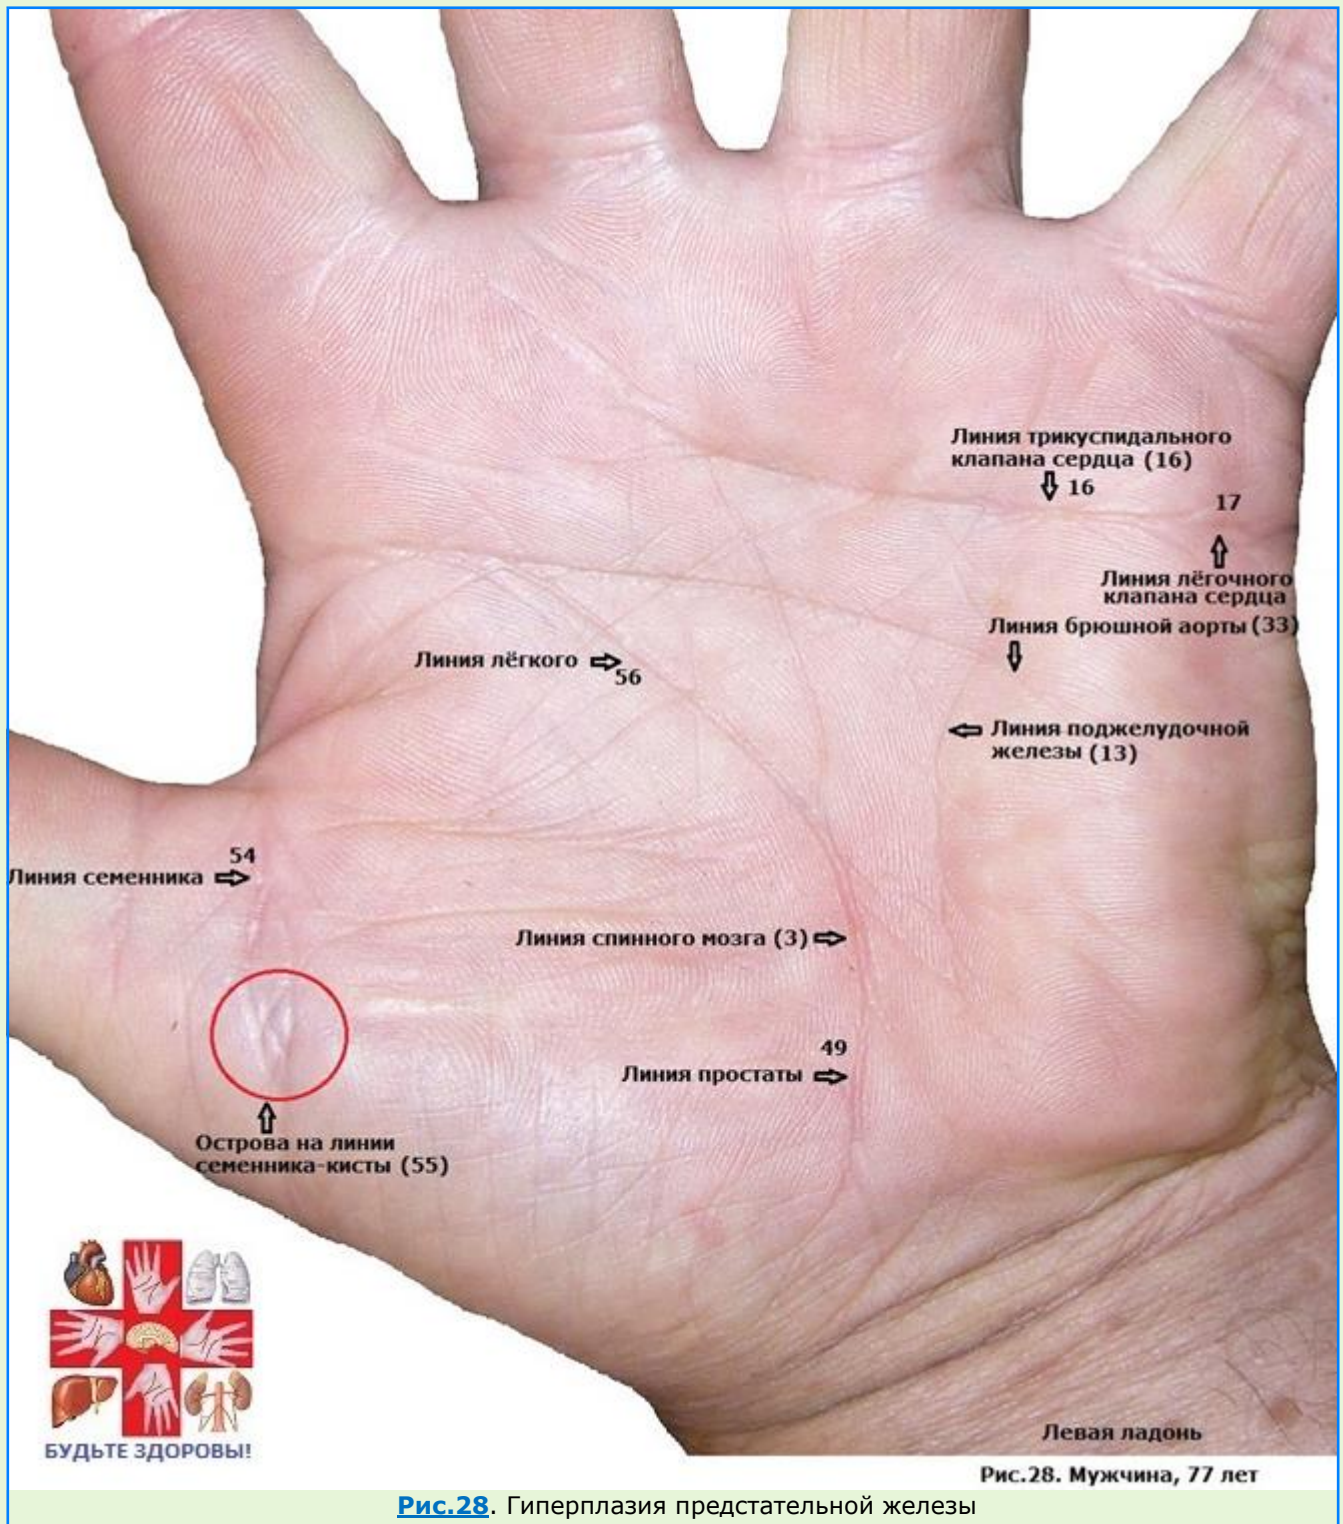 Линия трикуспидального
клапана сердца (16)
16
17
Линия лёгочного
клапана сердца
Линия брюшной аорты (33)
Линия лёгкого
56
Линия поджелудочной
железы (13)
54
Линия семенника
Линия спинного мозга (3)
49
Линия простаты
Острова на линии
семенника-кисты (55)
БУДЬТЕ ЗДОРОВЫ!
Левая ладонь
Рис.28. Мужчина, 77 лет
Рис.28. Гиперплазия предстательной железы